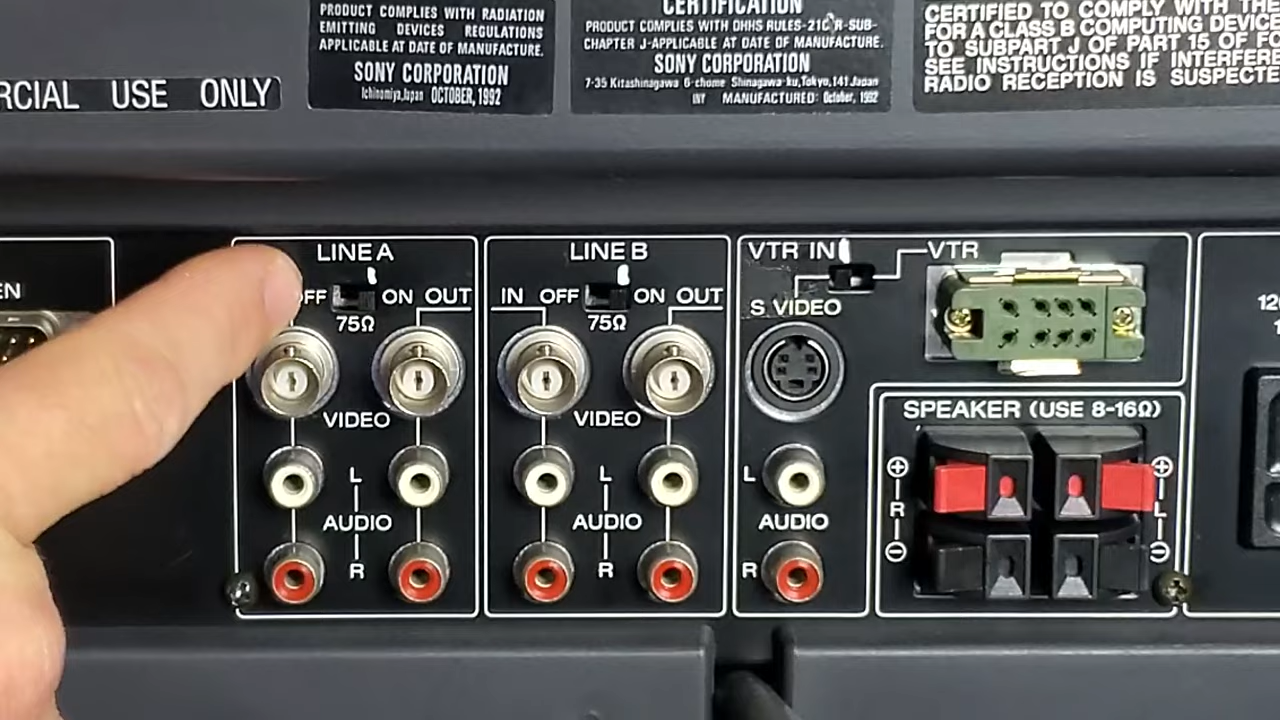 RCIAL USE ONLY
PRODUCT COMPLIES WITH RADIATION
EMITTING DEVICES REGULATIONS
APPLICABLE AT DATE OF MANUFACTURE.
SONY CORPORATION
Ichinomiya,Japan OCTOBER,1992
CERTIFICATION
PRODUCT COMPLIES WITH DHHS RULES-21C R-SUB-
CHAPTER J-APPLICABLE AT DATE OF MANUFACTURE.
SONY CORPORATION
7-35 Kitashinagawa 6-chome Shinagawa-ku,Tokyo,141 Japan
INY MANUFACTURED: October, 1992
CERTIFIED TO COMPLY WITH THE
FOR A CLASS B COMPUTING DEVICE
TO SUBPART J OF PART 15 OF FC
SEE INSTRUCTIONS IF INTERFERE
RADIO RECEPTION IS SUSPECTE
EN
LINE A
OFF ON OUT
75Ω
VIDEO
L
AUDIO
R
LINE B
IN OFF ON OUT
75Ω
VIDEO
L
AUDIO
R
VTR IN VTR
S VIDEO
L
AUDIO
R
SPEAKER (USE 8-16Ω)
+ +
R L
- -
12